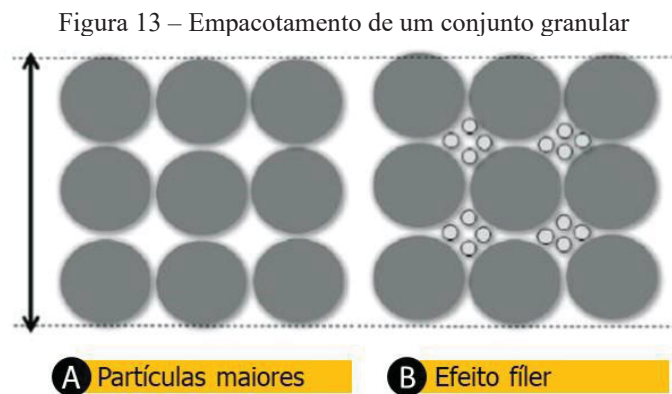 Figura 13 – Empacotamento de um conjunto granular
A Partículas maiores
B Efeito fíler